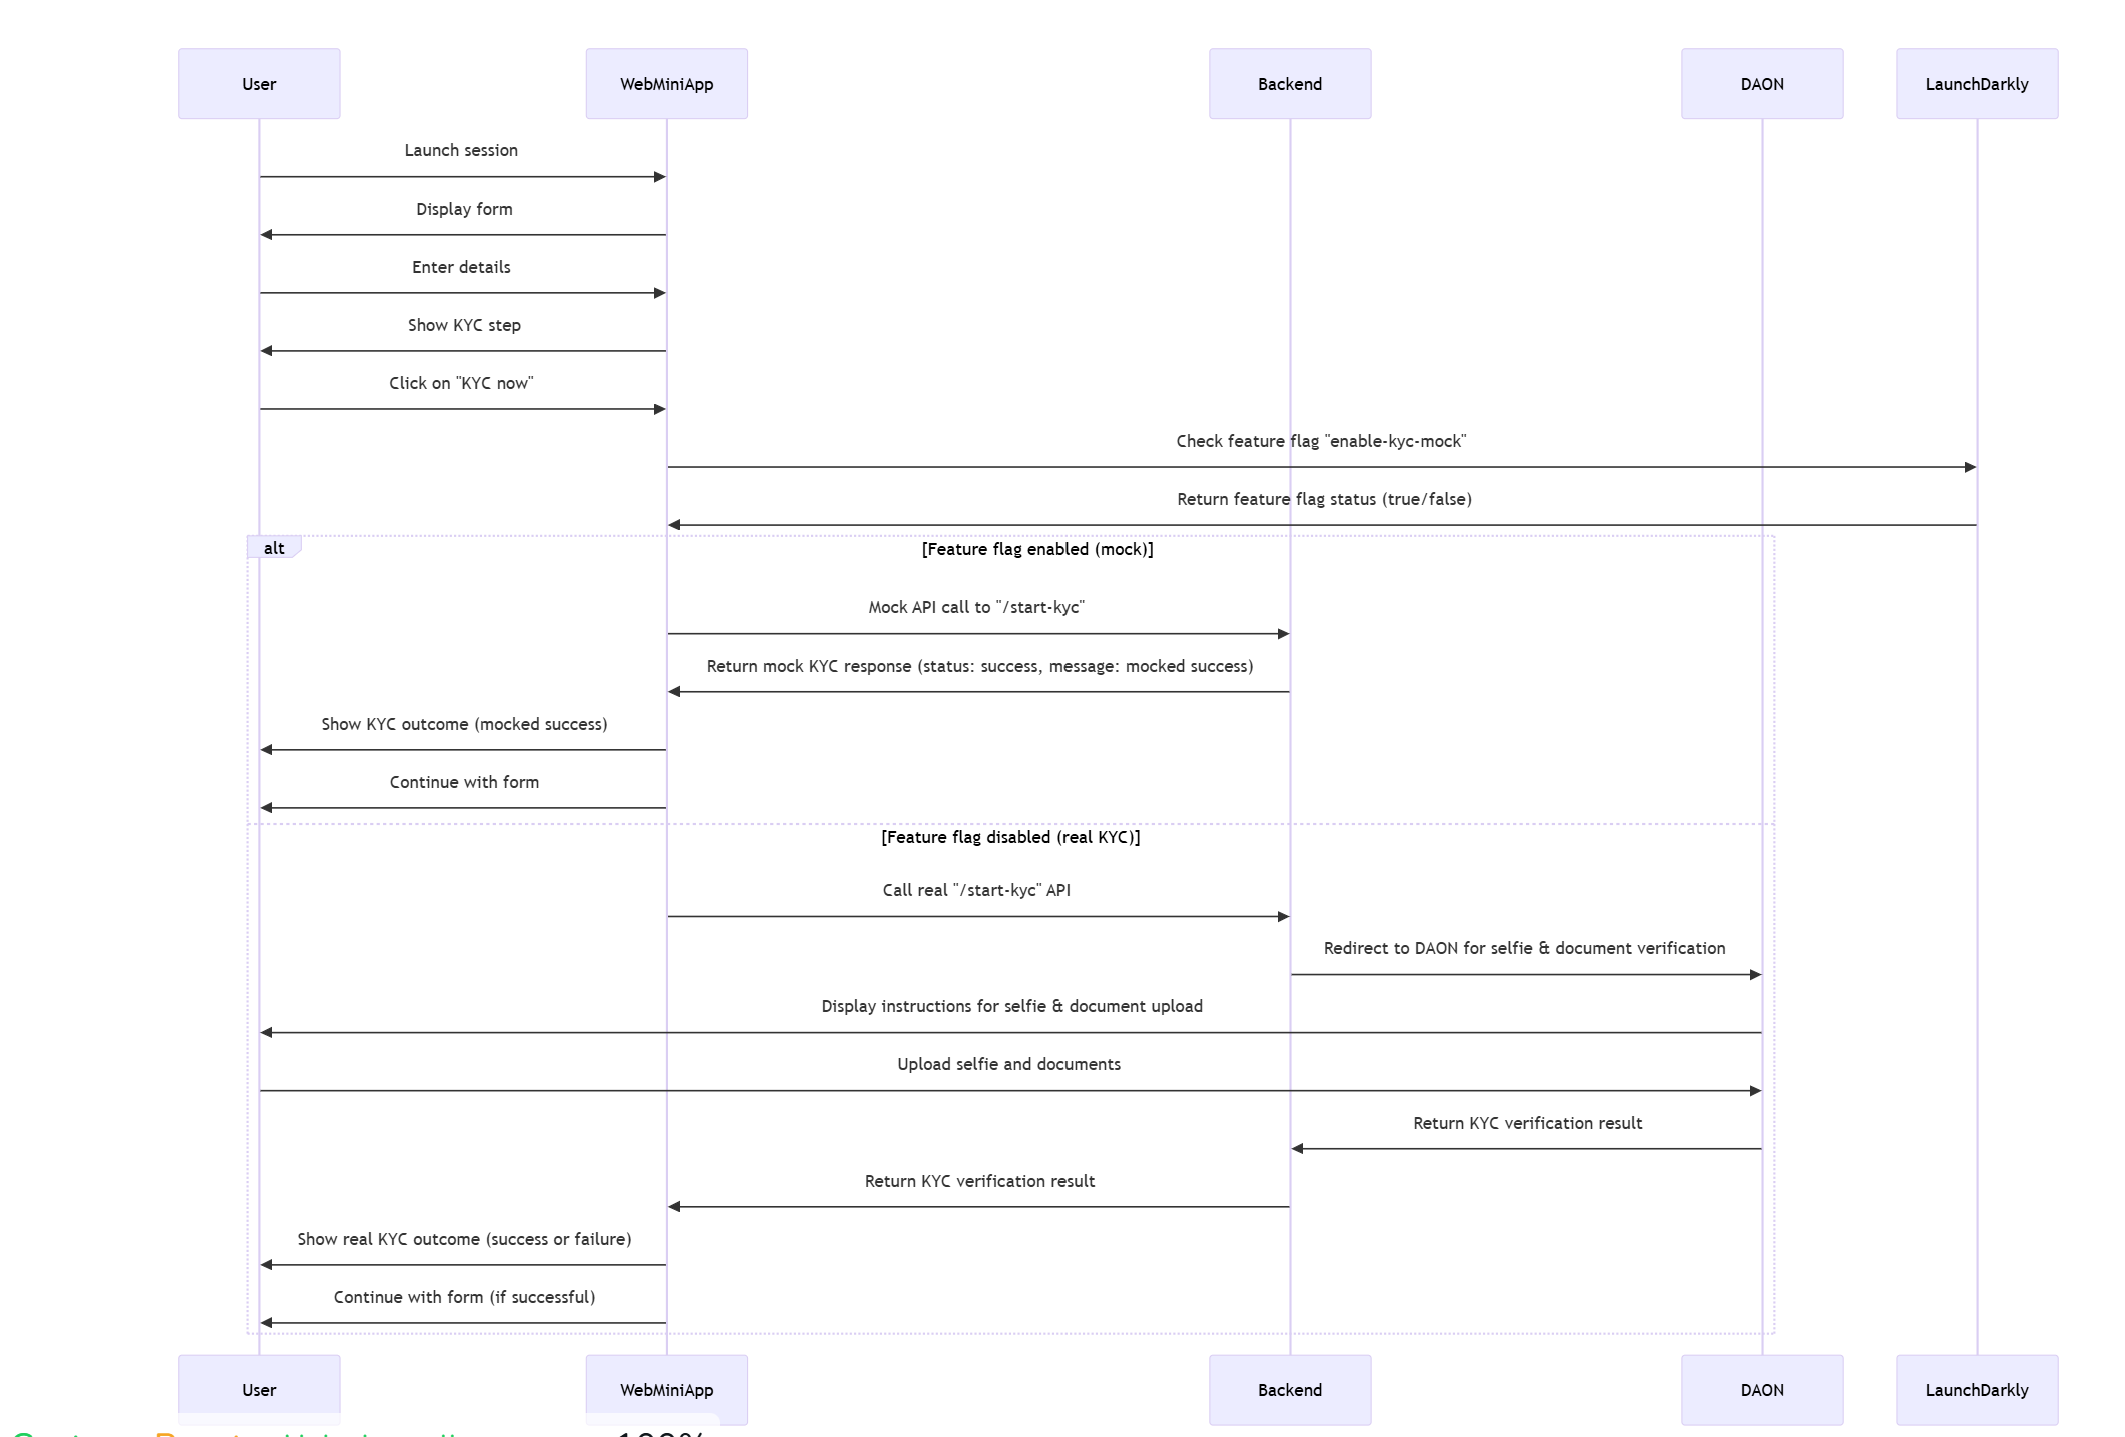 User
WebMiniApp
Backend
DAON
LaunchDarkly
Launch session
Display form
Enter details
Show KYC step
Click on "KYC now"
Check feature flag "enable-kyc-mock"
Return feature flag status (true/false)
alt
[Feature flag enabled (mock)]
Mock API call to "/start-kyc"
Return mock KYC response (status: success, message: mocked success)
Show KYC outcome (mocked success)
Continue with form
[Feature flag disabled (real KYC)]
Call real "/start-kyc" API
Redirect to DAON for selfie & document verification
Display instructions for selfie & document upload
Upload selfie and documents
Return KYC verification result
Return KYC verification result
Show real KYC outcome (success or failure)
Continue with form (if successful)
User
WebMiniApp
Backend
DAON
LaunchDarkly